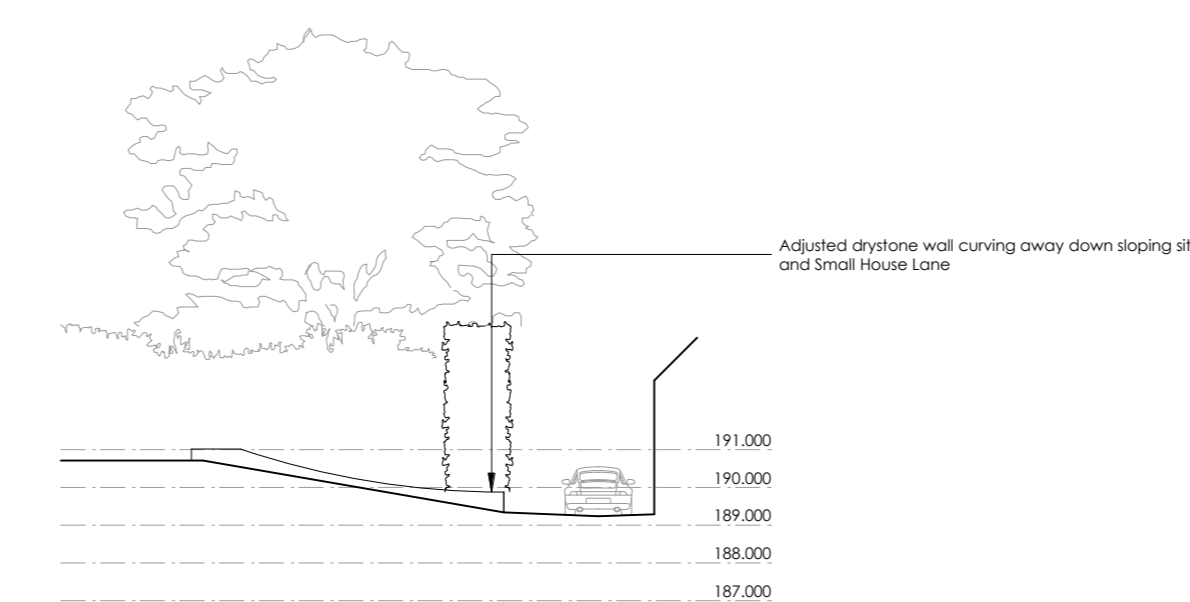 Adjusted drystone wall curving away down sloping sit
and Small House Lane
191.000
190.000
189.000
188.000
187.000